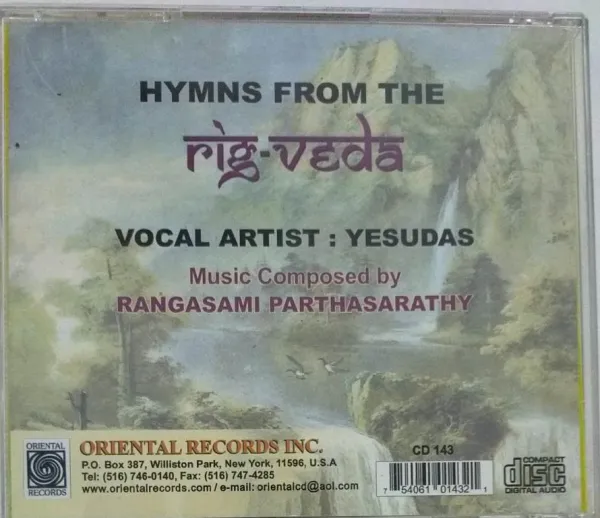 HYMNS FROM THE
rig-veda
VOCAL ARTIST : YESUDAS
Music Composed by
RANGASAMI PARTHASARATHY
ORIENTAL
RECORDS
ORIENTAL RECORDS INC.
P.O. Box 387, Williston Park, New York, 11596, U.S.A
Tel: (516) 746-0140, Fax: (516) 747-4285
www.orientalrecords.com / e-mail: orientalcd@aol.com
CD 143
7 54061 01432 1
COMPACT
disc
DIGITAL AUDIO